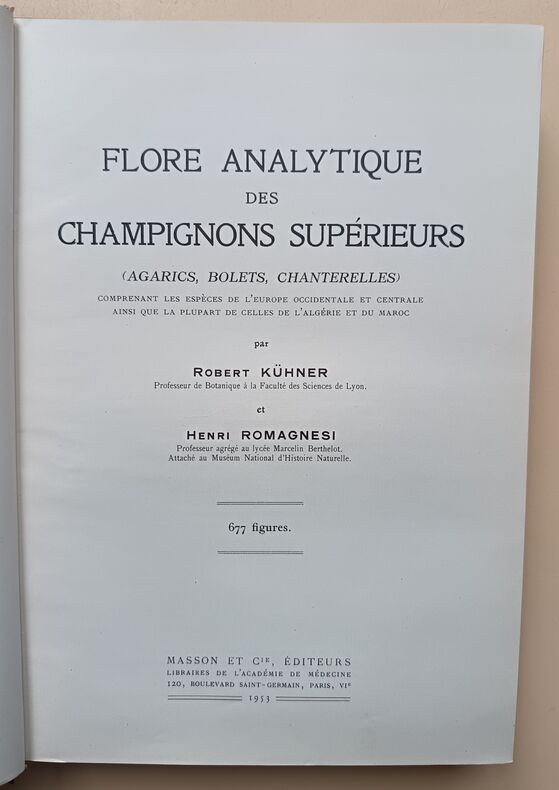 FLORE ANALYTIQUE
DES
CHAMPIGNONS SUPÉRIEURS
(AGARICS, BOLETS, CHANTERELLES)
COMPRENANT LES ESPÈCES DE L'EUROPE OCCIDENTALE ET CENTRALE
AINSI QUE LA PLUPART DE CELLES DE L'ALGÉRIE ET DU MAROC
par
ROBERT KÜHNER
Professeur de Botanique à la Faculté des Sciences de Lyon.
et
HENRI ROMAGNESI
Professeur agrégé au lycée Marcelin Berthelot.
Attaché au Muséum National d'Histoire Naturelle.
677 figures.
MASSON ET CIE, ÉDITEURS
LIBRAIRES DE L'ACADÉMIE DE MÉDECINE
120, BOULEVARD SAINT-GERMAIN, PARIS, VIe
1953